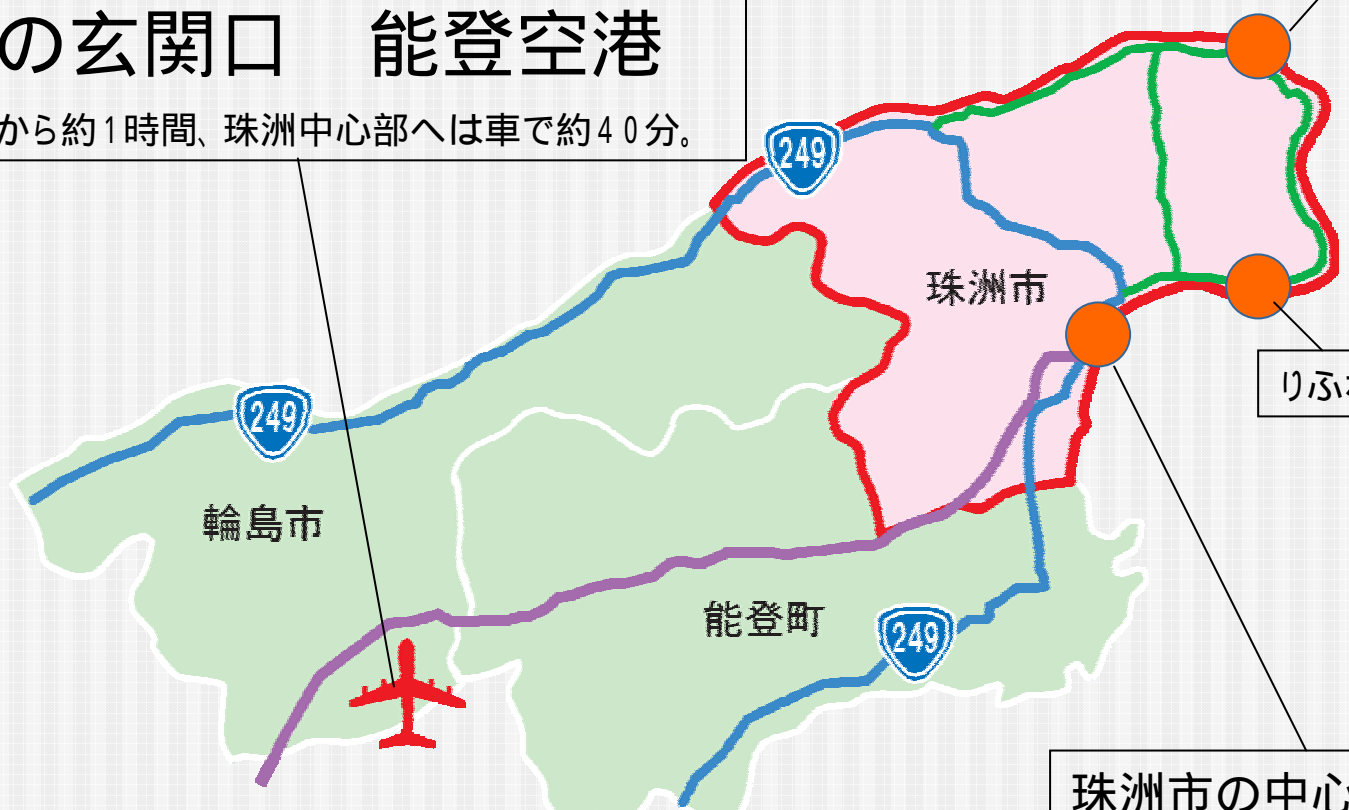 の玄関口　能登空港
から約1時間、珠洲中心部へは車で約40分。
249
珠洲市
りふ
249
輪島市
能登町
249
珠洲市の中心